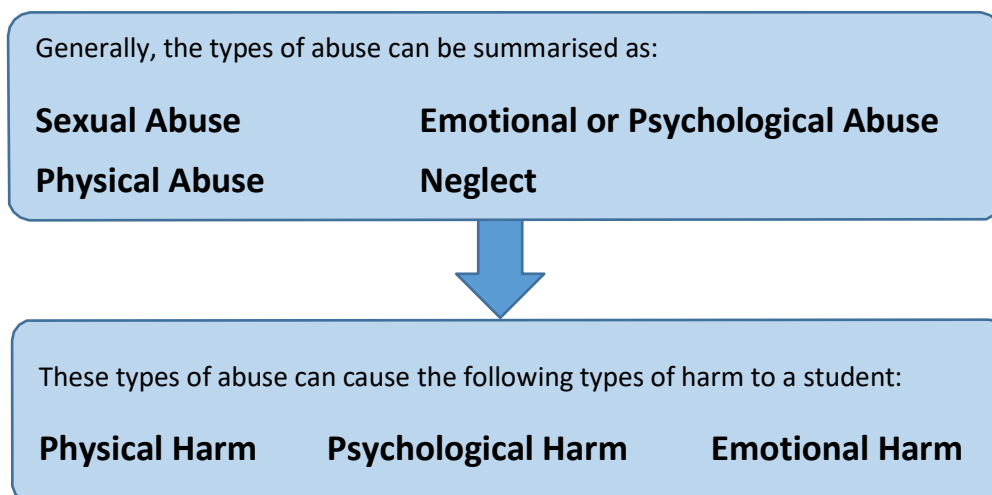 Generally, the types of abuse can be summarised as:
Sexual Abuse Emotional or Psychological Abuse
Physical Abuse Neglect
These types of abuse can cause the following types of harm to a student:
Physical Harm Psychological Harm Emotional Harm